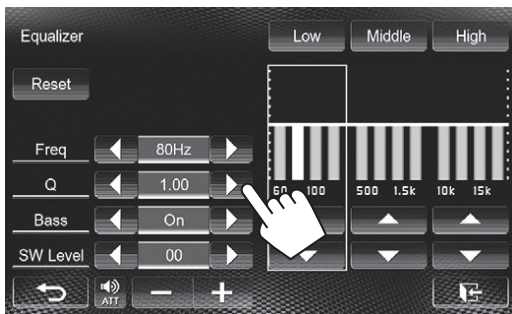 Equalizer
Low Middle High
Reset
Freq 80Hz
Q 1.00
60 100 500 1.5k 10k 15k
Bass On
SW Level 00
ATT − +